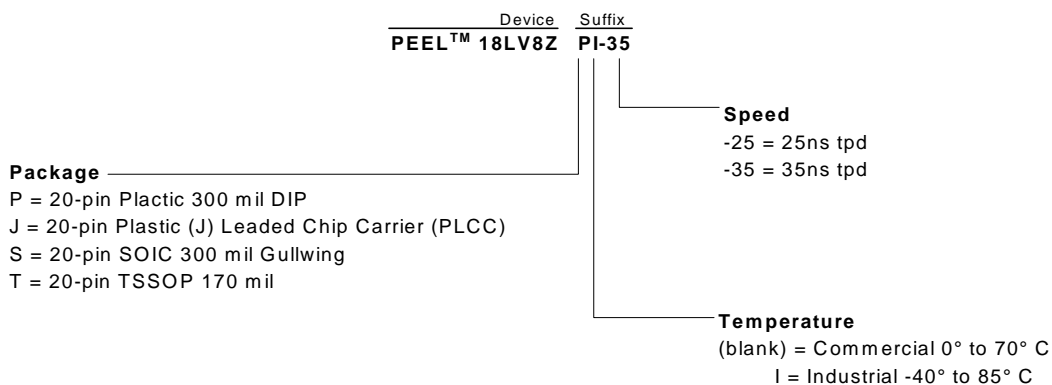 Device Suffix
PEEL™ 18LV8Z PI-35
Speed
-25 = 25ns tpd
-35 = 35ns tpd
Package
P = 20-pin Plactic 300 mil DIP
J = 20-pin Plastic (J) Leaded Chip Carrier (PLCC)
S = 20-pin SOIC 300 mil Gullwing
T = 20-pin TSSOP 170 mil
Temperature
(blank) = Commercial 0° to 70° C
I = Industrial -40° to 85° C